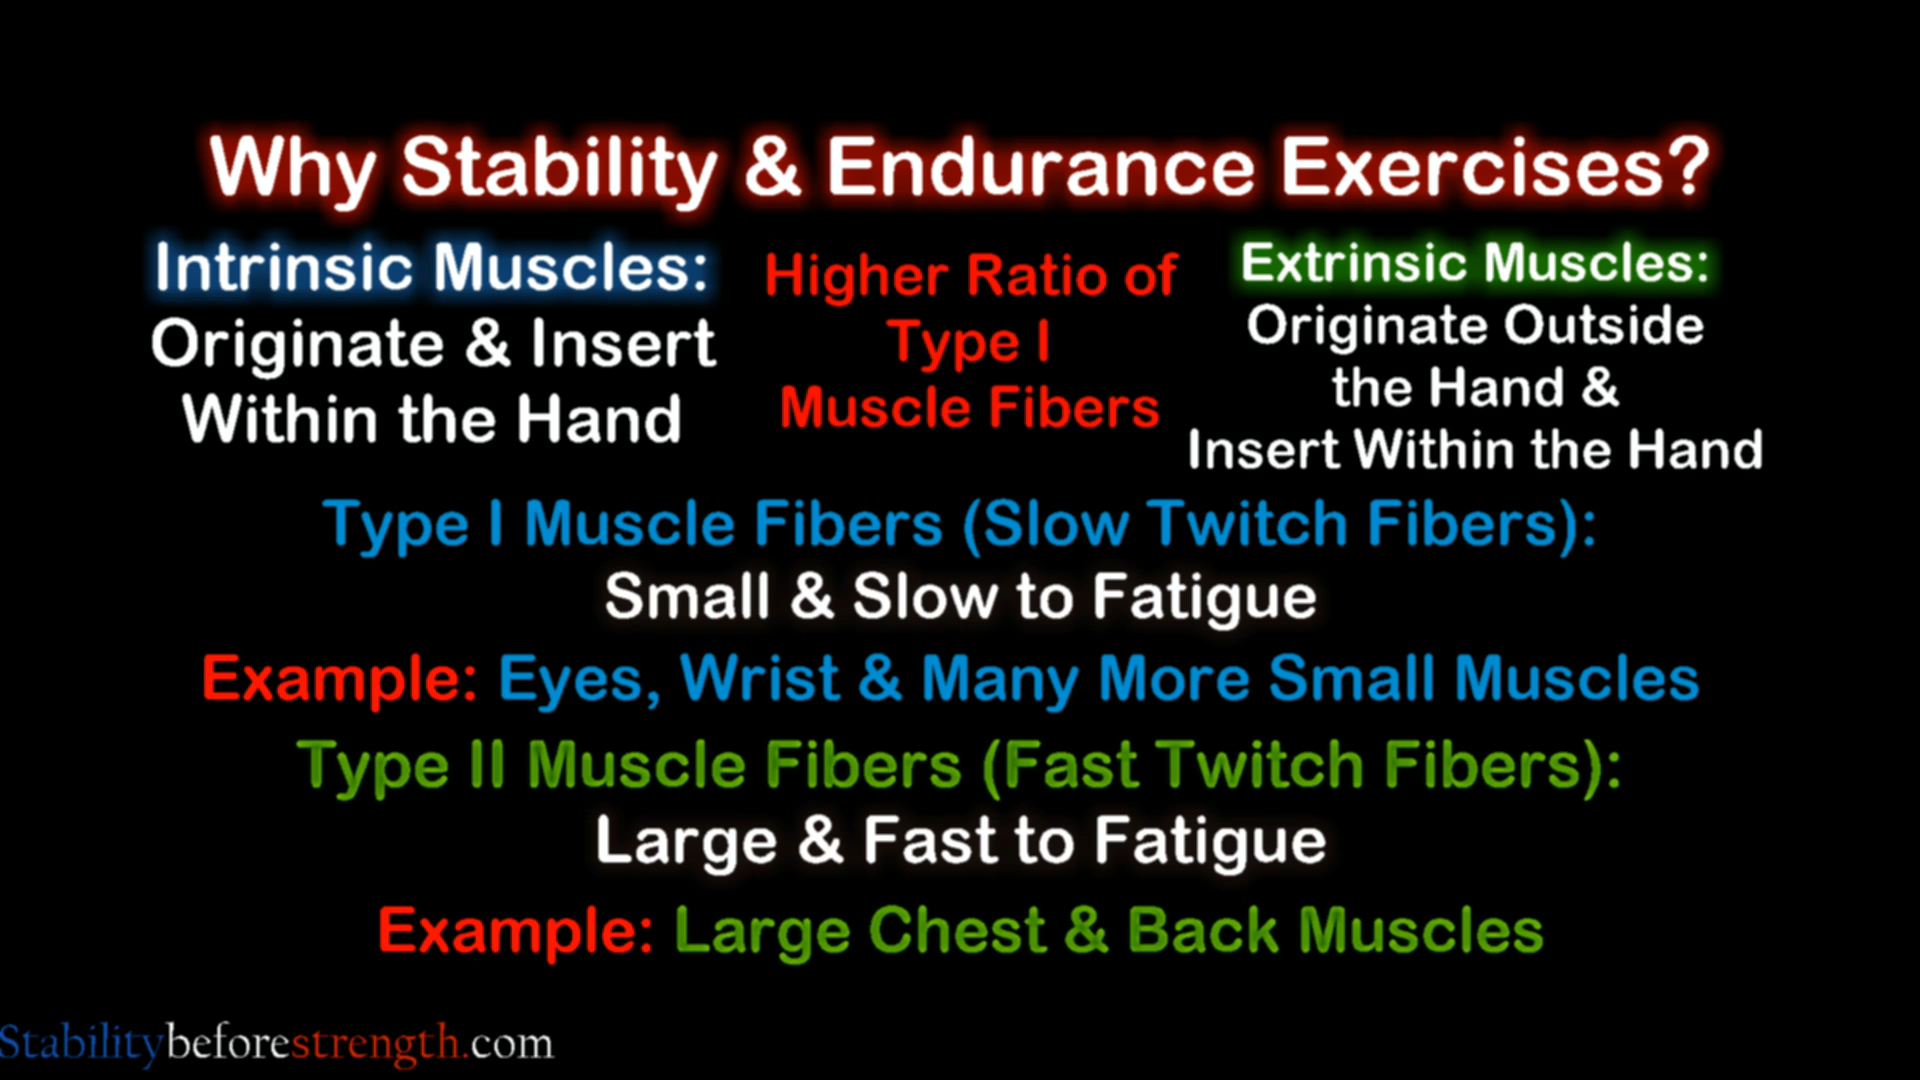 Why Stability & Endurance Exercises?
Intrinsic Muscles:
Originate & Insert
Within the Hand
Higher Ratio of
Type I
Muscle Fibers
Extrinsic Muscles:
Originate Outside
the Hand &
Insert Within the Hand
Type I Muscle Fibers (Slow Twitch Fibers):
Small & Slow to Fatigue
Example: Eyes, Wrist & Many More Small Muscles
Type II Muscle Fibers (Fast Twitch Fibers):
Large & Fast to Fatigue
Example: Large Chest & Back Muscles
Stabilitybeforestrength.com